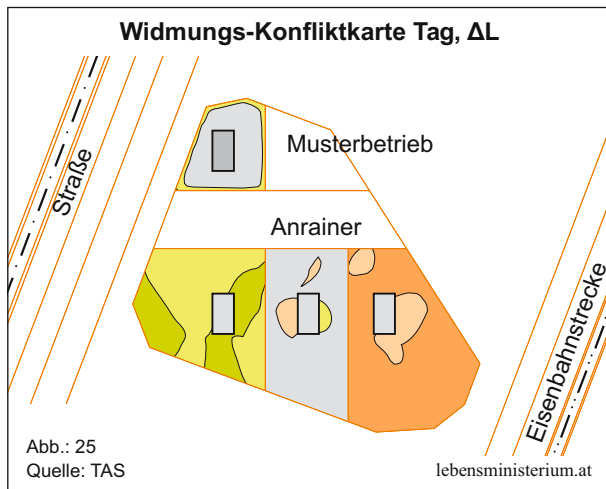 Widmungs-Konfliktkarte Tag, ΔL
Straße
Musterbetrieb
Anrainer
Eisenbahnstrecke
Abb.: 25
Quelle: TAS
lebensministerium.at